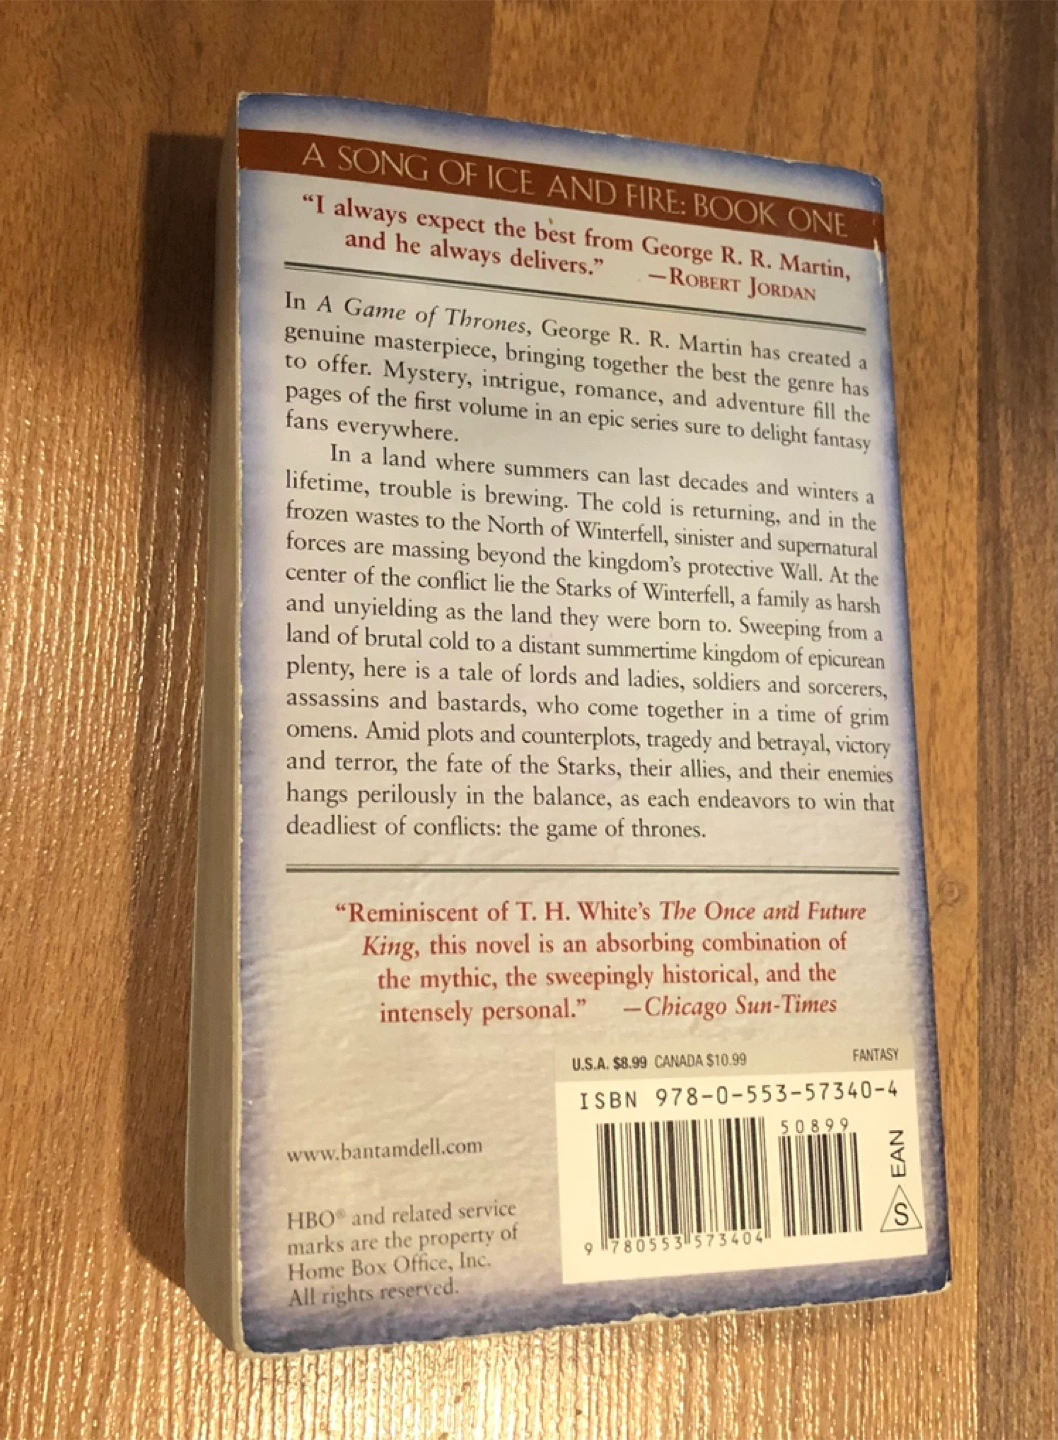 A SONG OF ICE AND FIRE: BOOK ONE
“I always expect the best from George R. R. Martin,
and he always delivers.” —ROBERT JORDAN
In A Game of Thrones, George R. R. Martin has created a
genuine masterpiece, bringing together the best the genre has
to offer. Mystery, intrigue, romance, and adventure fill the
pages of the first volume in an epic series sure to delight fantasy
fans everywhere.
In a land where summers can last decades and winters a
lifetime, trouble is brewing. The cold is returning, and in the
frozen wastes to the North of Winterfell, sinister and supernatural
forces are massing beyond the kingdom’s protective Wall. At the
center of the conflict lie the Starks of Winterfell, a family as harsh
and unyielding as the land they were born to. Sweeping from a
land of brutal cold to a distant summertime kingdom of epicurean
plenty, here is a tale of lords and ladies, soldiers and sorcerers,
assassins and bastards, who come together in a time of grim
omens. Amid plots and counterplots, tragedy and betrayal, victory
and terror, the fate of the Starks, their allies, and their enemies
hangs perilously in the balance, as each endeavors to win that
deadliest of conflicts: the game of thrones.
“Reminiscent of T. H. White’s The Once and Future
King, this novel is an absorbing combination of
the mythic, the sweepingly historical, and the
intensely personal.” —Chicago Sun-Times
U.S.A. $8.99 CANADA $10.99 FANTASY
ISBN 978-0-553-57340-4
50899
EAN
S
9 780553 573404
www.bantamdell.com
HBO® and related service
marks are the property of
Home Box Office, Inc.
All rights reserved.